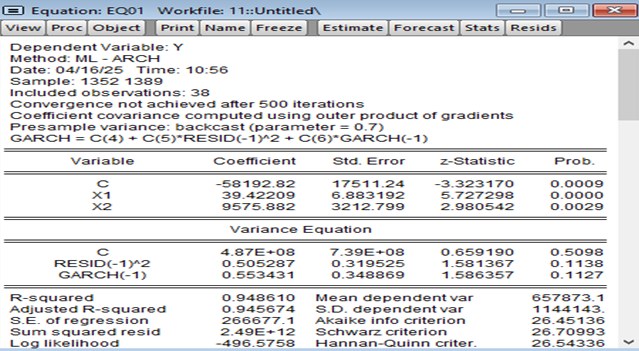 Equation: EQ01 Workfile: 11::Untitled\
View Proc Object Print Name Freeze Estimate Forecast Stats Resids
Dependent Variable: Y
Method: ML - ARCH
Date: 04/16/25 Time: 10:56
Sample: 1352 1389
Included observations: 38
Convergence not achieved after 500 iterations
Coefficient covariance computed using outer product of gradients
Presample variance: backcast (parameter = 0.7)
GARCH = C(4) + C(5)*RESID(-1)^2 + C(6)*GARCH(-1)
Variable Coefficient Std. Error z-Statistic Prob.
C -58192.82 17511.24 -3.323170 0.0009
X1 39.42209 6.883192 5.727298 0.0000
X2 9575.882 3212.799 2.980542 0.0029
Variance Equation
C 4.87E+08 7.39E+08 0.659190 0.5098
RESID(-1)^2 0.505287 0.319525 1.581367 0.1138
GARCH(-1) 0.553431 0.348869 1.586357 0.1127
R-squared 0.948610 Mean dependent var 657873.1
Adjusted R-squared 0.945674 S.D. dependent var 1144143.
S.E. of regression 266677.1 Akaike info criterion 26.45136
Sum squared resid 2.49E+12 Schwarz criterion 26.70993
Log likelihood -496.5758 Hannan-Quinn criter. 26.54336